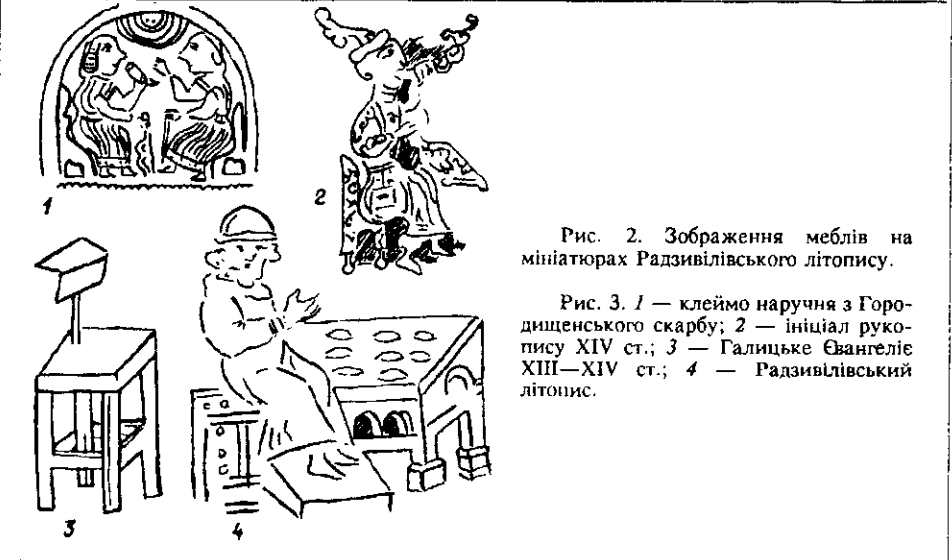 1
2
3
4
Рис. 2. Зображення меблів на
мініатюрах Радзивілівського літопису.
Рис. 3. 1 — клеймо наручня з Горо-
дищенського скарбу; 2 — ініціал руко-
пису XIV ст.; 3 — Галицьке Євангеліє
XIII—XIV ст.; 4 — Радзивілівський
літопис.